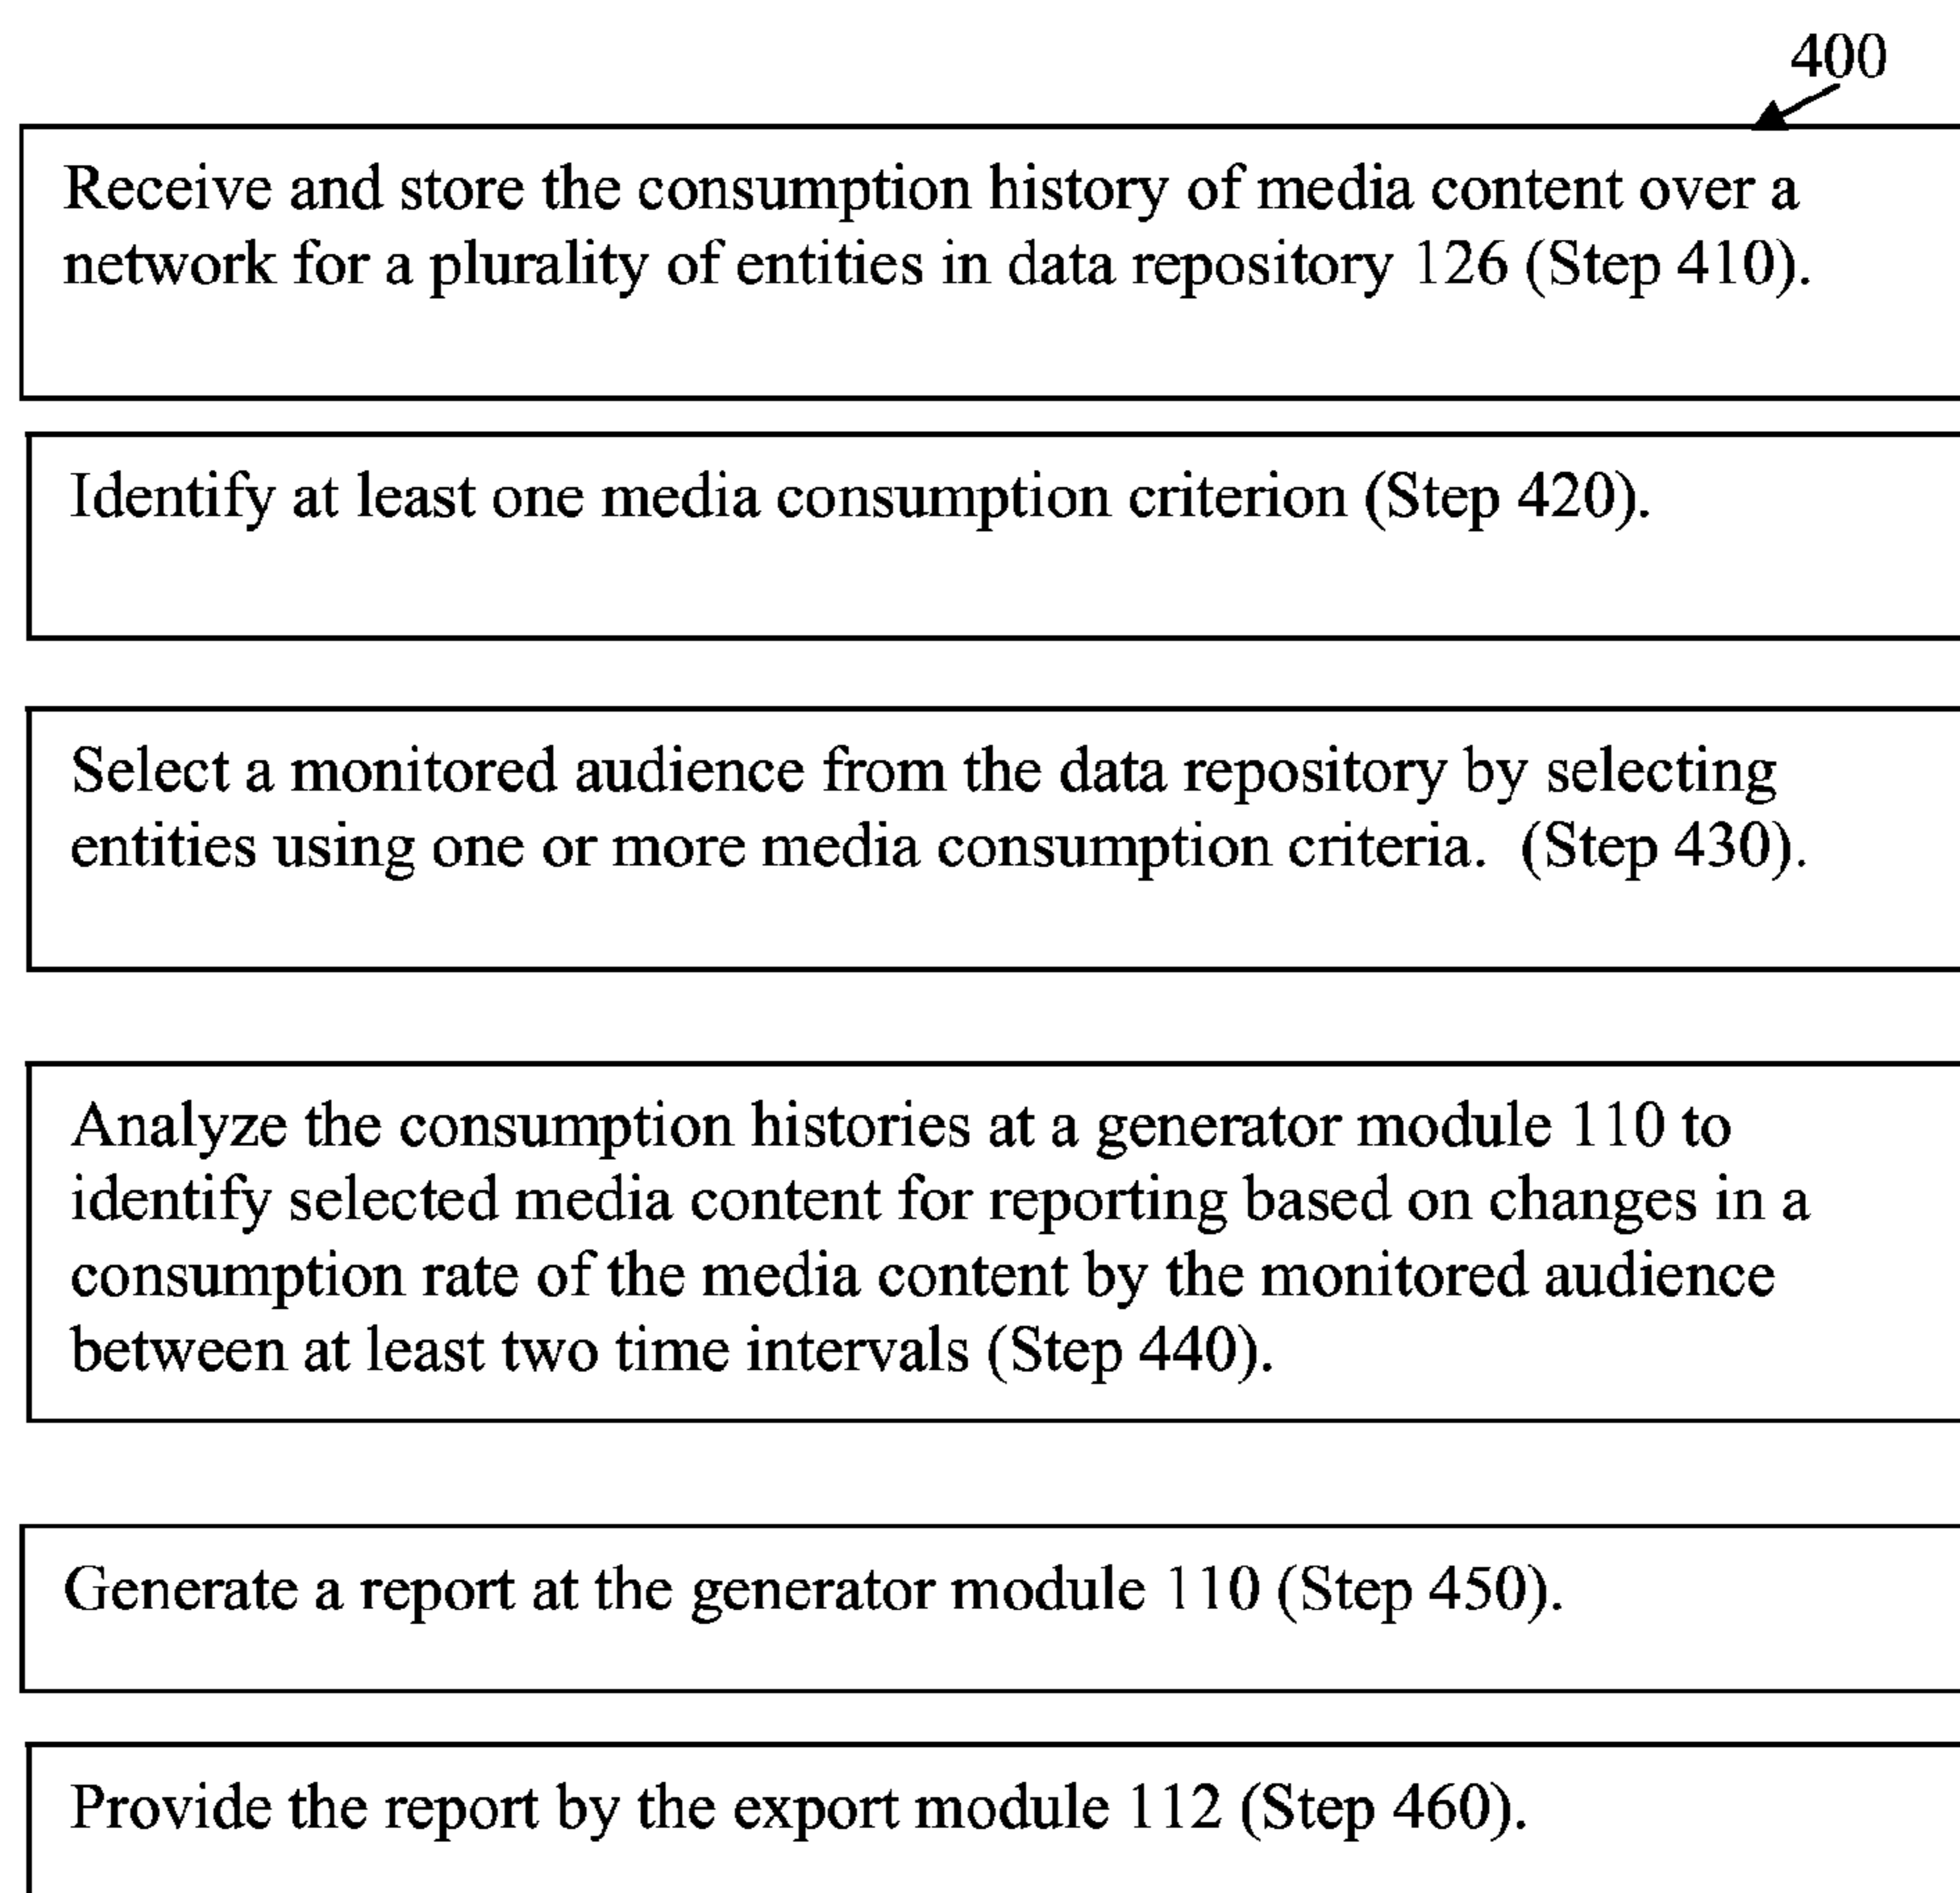 400
Receive and store the consumption history of media content over a
network for a plurality of entities in data repository 126 (Step 410).
Identify at least one media consumption criterion (Step 420).
Select a monitored audience from the data repository by selecting
entities using one or more media consumption criteria.  (Step 430).
Analyze the consumption histories at a generator module 110 to
identify selected media content for reporting based on changes in a
consumption rate of the media content by the monitored audience
between at least two time intervals (Step 440).
Generate a report at the generator module 110 (Step 450).
Provide the report by the export module 112 (Step 460).